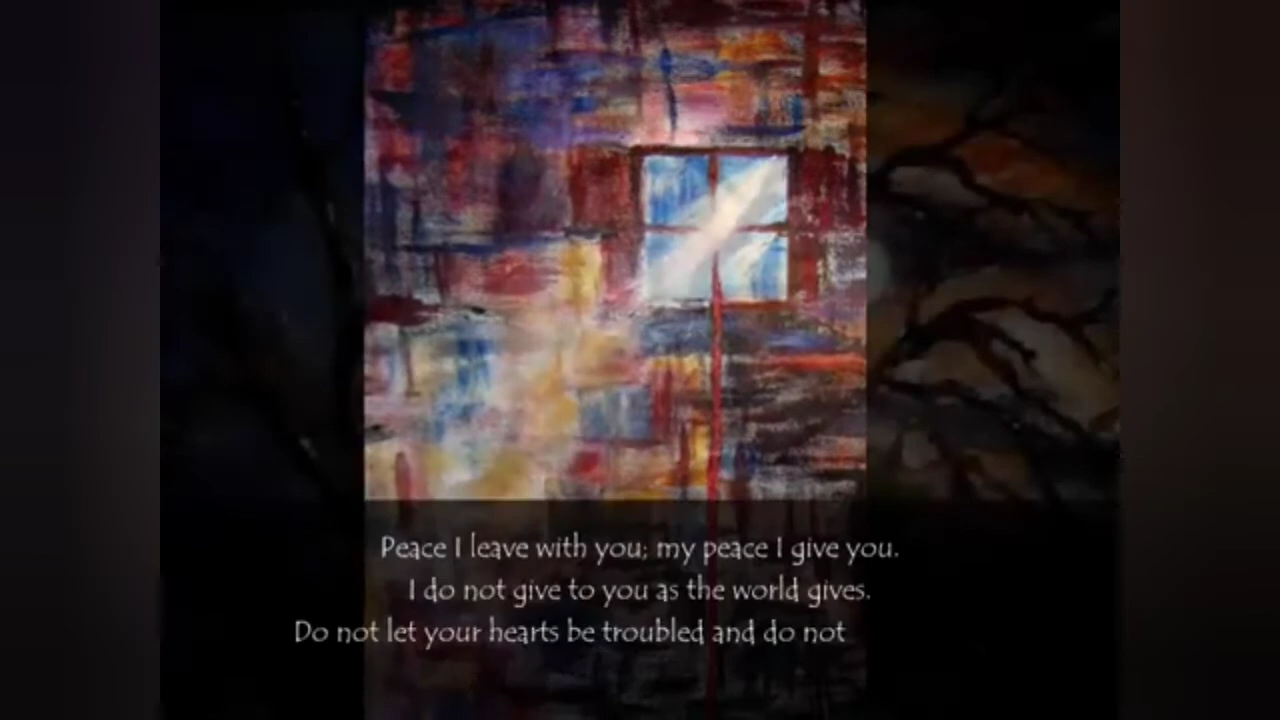 Peace I leave with you; my peace I give you.
I do not give to you as the world gives.
Do not let your hearts be troubled and do not